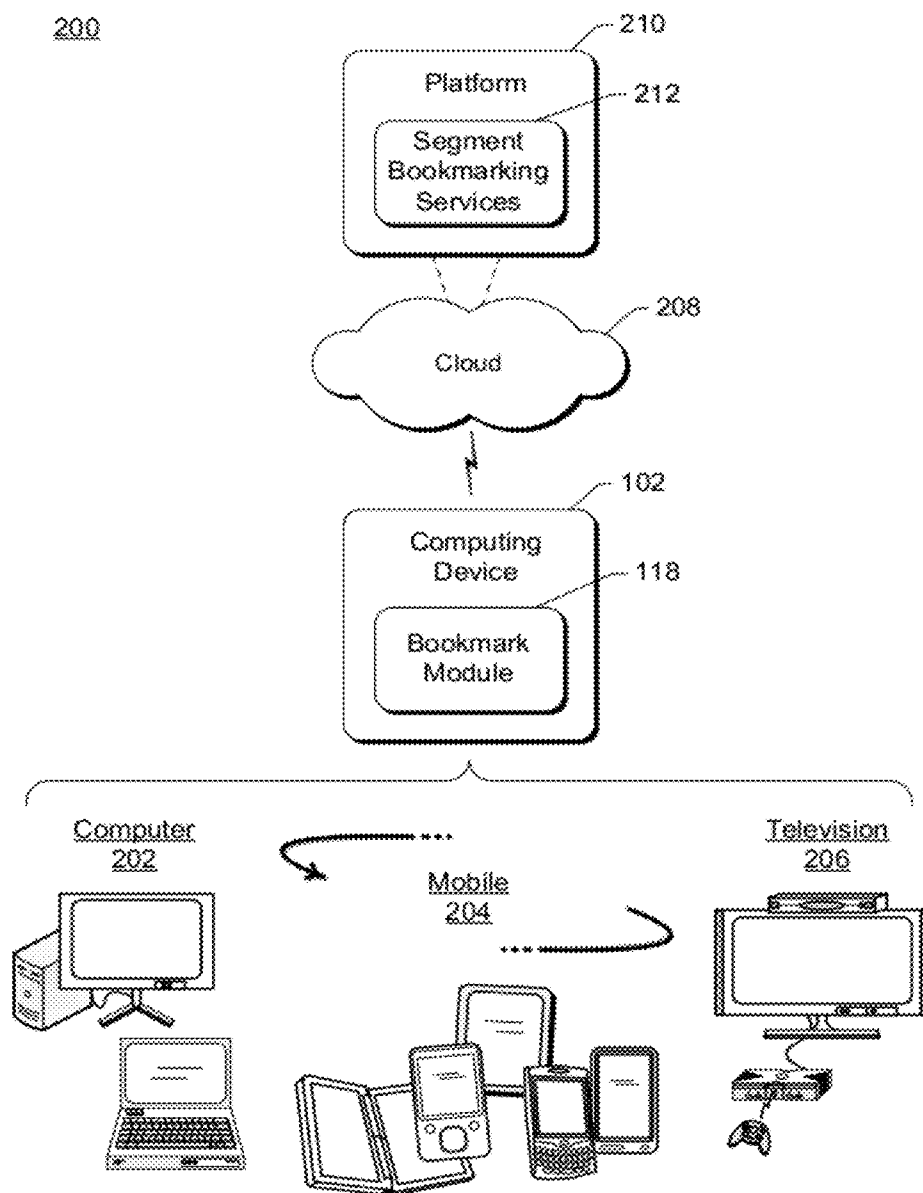 200
210
Platform
212
Segment
Bookmarking
Services
208
Cloud
102
Computing
Device
118
Bookmark
Module
Computer
202
Mobile
204
Television
206